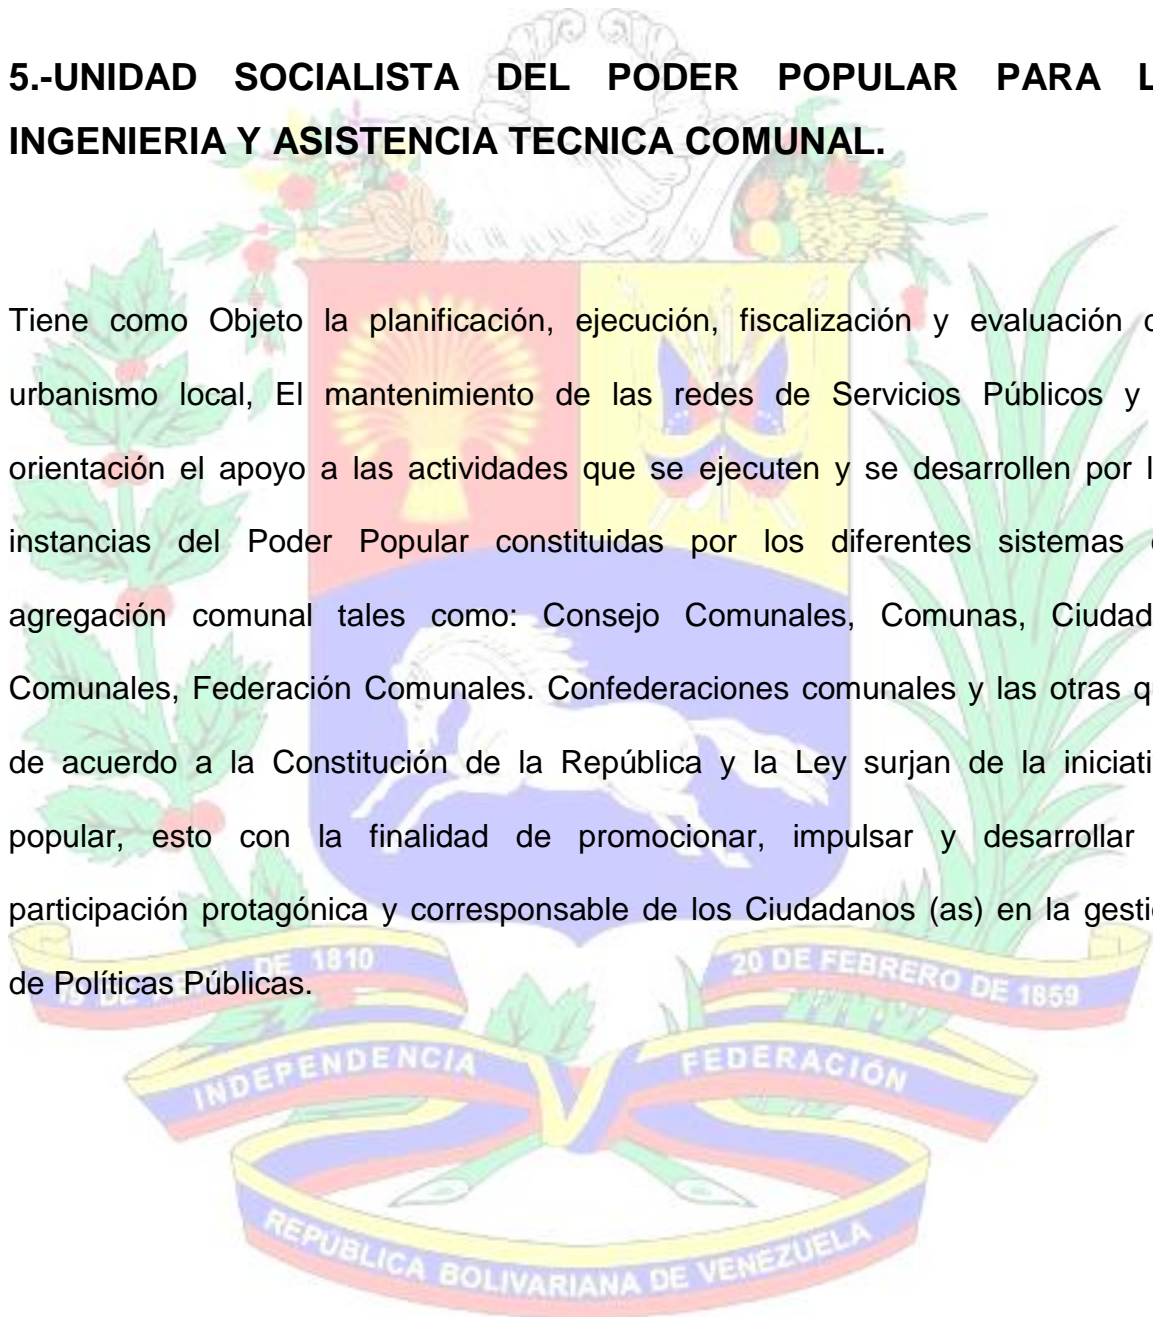 5.-UNIDAD SOCIALISTA DEL PODER POPULAR PARA L
INGENIERIA Y ASISTENCIA TECNICA COMUNAL.
Tiene como Objeto la planificación, ejecución, fiscalización y evaluación d
urbanismo local, El mantenimiento de las redes de Servicios Públicos y
orientación el apoyo a las actividades que se ejecuten y se desarrollen por l
instancias del Poder Popular constituidas por los diferentes sistemas
agregación comunal tales como: Consejo Comunales, Comunas, Ciudad
Comunales, Federación Comunales. Confederaciones comunales y las otras qu
de acuerdo a la Constitución de la República y la Ley surjan de la iniciati
popular, esto con la finalidad de promocionar, impulsar y desarrollar
participación protagónica y corresponsable de los Ciudadanos (as) en la gesti
de Políticas Públicas.
19 DE DE 1810
20 DE FEBRERO DE 1859
INDEPENDENCIA
FEDERACIÓN
REPÚBLICA BOLIVARIANA DE VENEZUELA